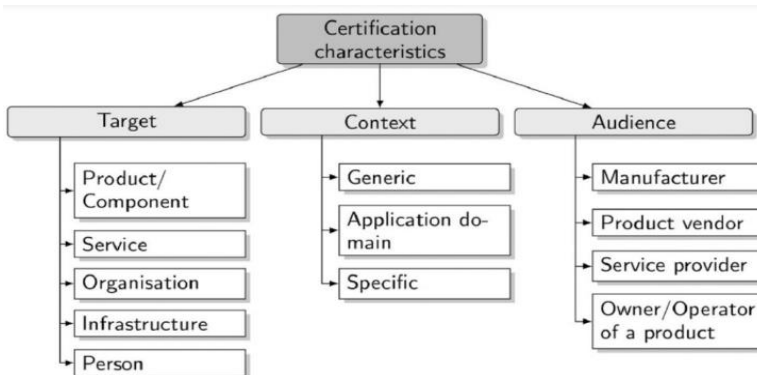 Certification
characteristics
Target
Product/
Component
Service
Organisation
Infrastructure
Person
Context
Generic
Application do-
main
Specific
Audience
Manufacturer
Product vendor
Service provider
Owner/Operator
of a product